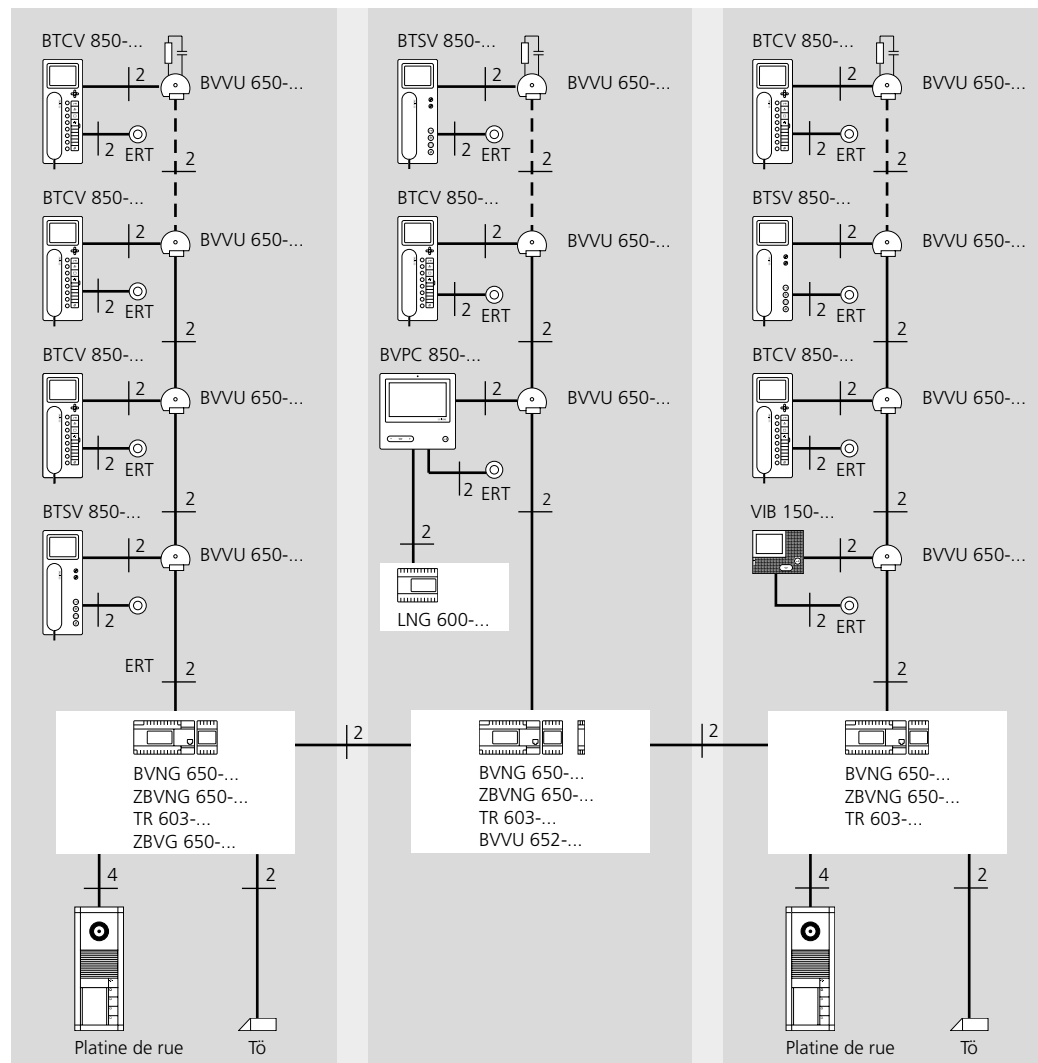 BTCV 850-...
2
BVVU 650-...
2
ERT
2
BTCV 850-...
2
BVVU 650-...
2
ERT
2
BTCV 850-...
2
BVVU 650-...
2
ERT
2
BTSV 850-...
2
BVVU 650-...
2
ERT
2
BVNG 650-...
ZBVNG 650-...
TR 603-...
ZBVG 650-...
4
2
Platine de rue
Tö
2
BTSV 850-...
2
BVVU 650-...
2
ERT
2
BTCV 850-...
2
BVVU 650-...
2
ERT
2
BVPC 850-...
2
BVVU 650-...
2
ERT
2
2
LNG 600-...
BVNG 650-...
ZBVNG 650-...
TR 603-...
BVVU 652-...
2
BTCV 850-...
2
BVVU 650-...
2
ERT
2
BTSV 850-...
2
BVVU 650-...
2
ERT
2
BTCV 850-...
2
BVVU 650-...
2
ERT
2
VIB 150-...
2
BVVU 650-...
2
ERT
2
BVNG 650-...
ZBVNG 650-...
TR 603-...
4
2
Platine de rue
Tö